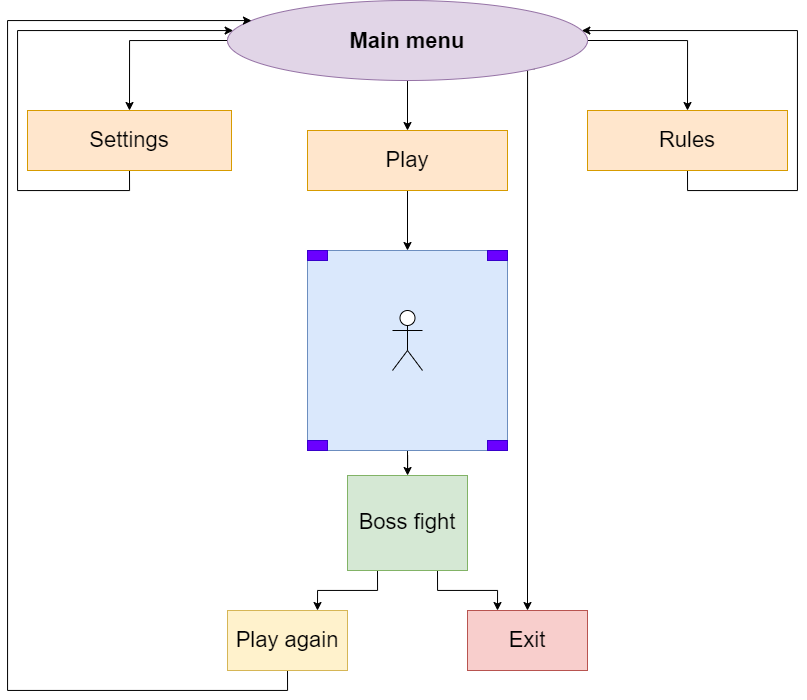 Main menu
Settings
Play
Rules
Boss fight
Play again
Exit